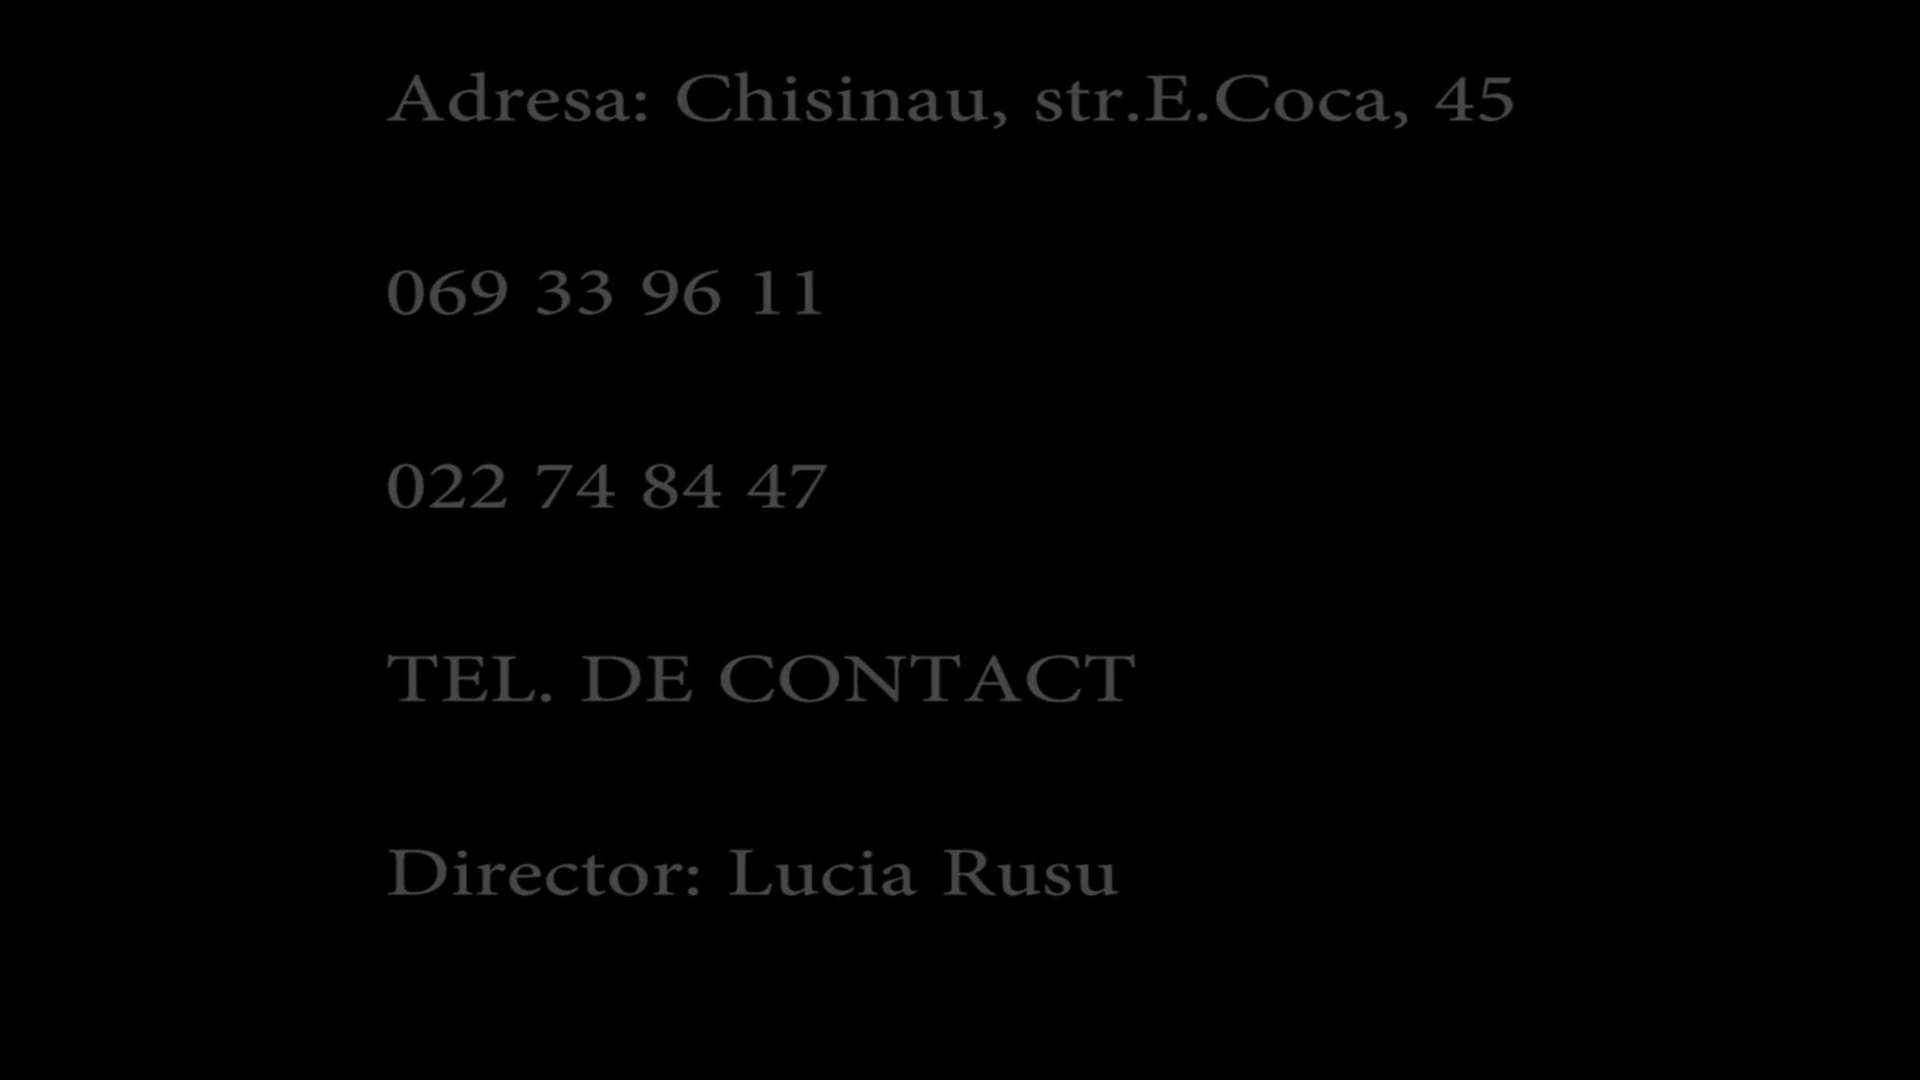 Adresa: Chisinau, str.E.Coca, 45
069 33 96 11
022 74 84 47
TEL. DE CONTACT
Director: Lucia Rusu